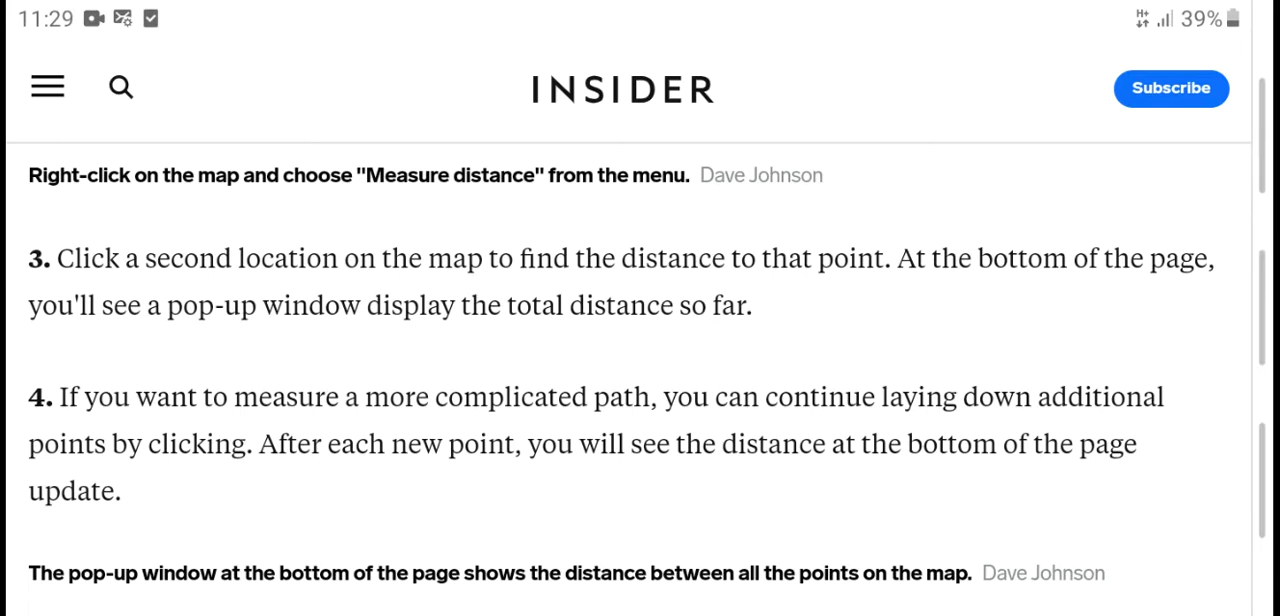 11:29 39%
INSIDER
Subscribe
Right-click on the map and choose "Measure distance" from the menu. Dave Johnson
3. Click a second location on the map to find the distance to that point. At the bottom of the page,
you'll see a pop-up window display the total distance so far.
4. If you want to measure a more complicated path, you can continue laying down additional
points by clicking. After each new point, you will see the distance at the bottom of the page
update.
The pop-up window at the bottom of the page shows the distance between all the points on the map. Dave Johnson